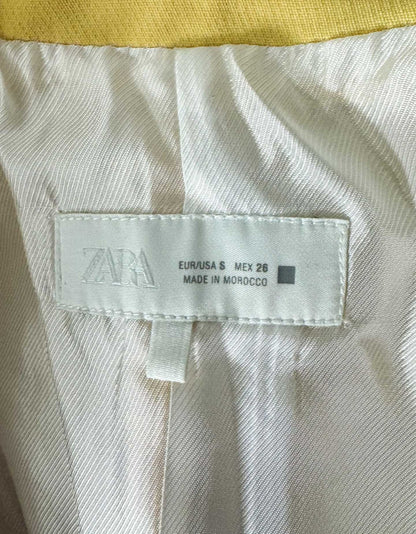 ZARA
EUR/USA S MEX 26
MADE IN MOROCCO